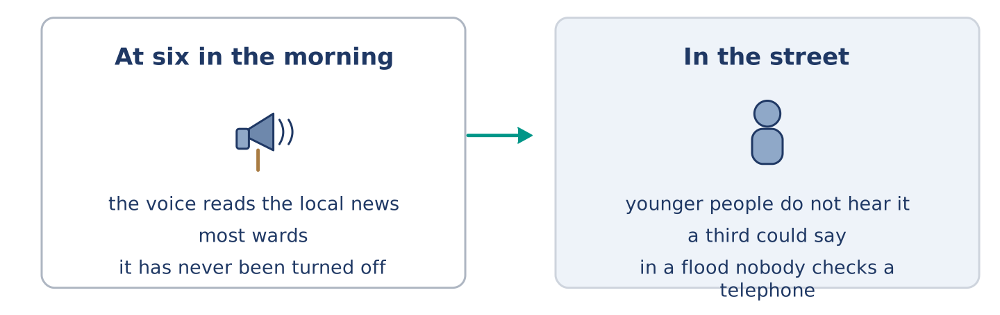 At six in the morning
the voice reads the local news
most wards
it has never been turned off
In the street
younger people do not hear it
a third could say
in a flood nobody checks a
telephone